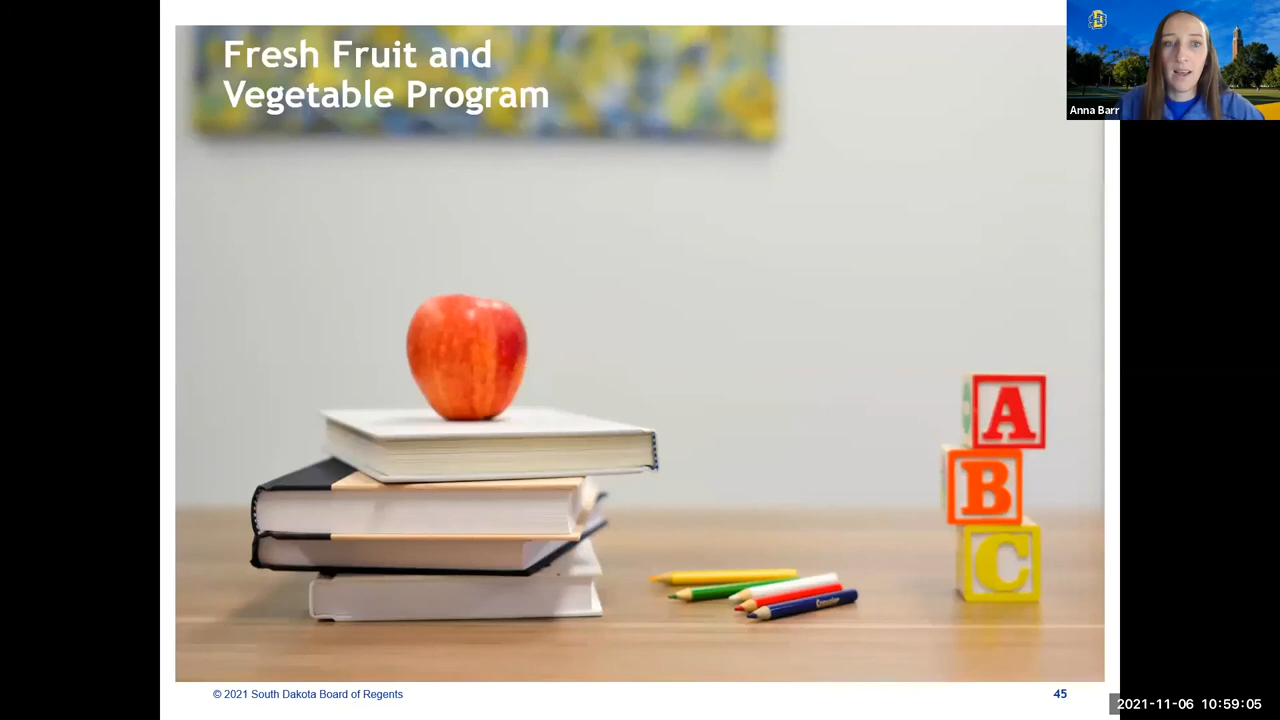 Fresh Fruit and
Vegetable Program
Anna Barr
A
B
C
© 2021 South Dakota Board of Regents
45
2021-11-06 10:59:05